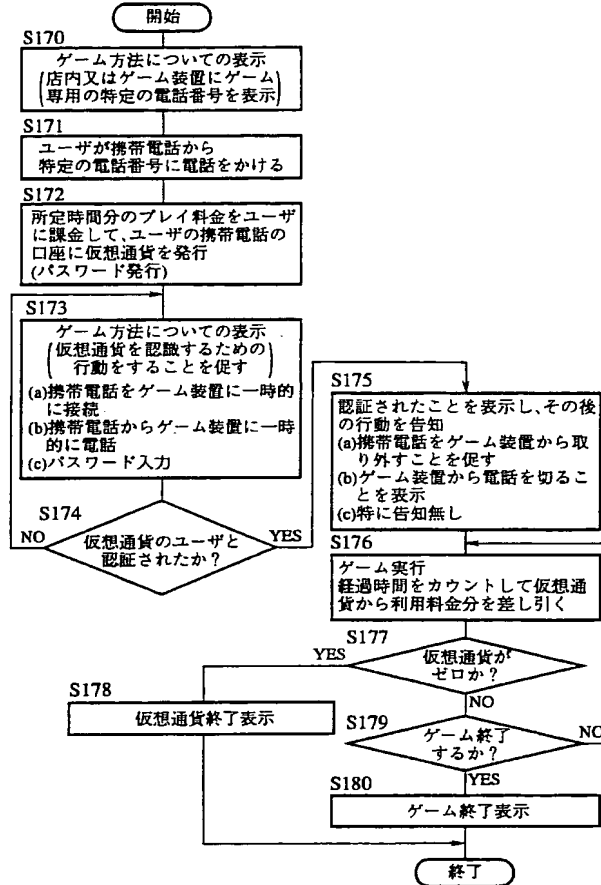 開始
S170
ゲーム方法についての表示
(店内又はゲーム装置にゲーム
専用の特定の電話番号を表示)
S171
ユーザが携帯電話から
特定の電話番号に電話をかける
S172
所定時間分のプレイ料金をユーザ
に課金して、ユーザの携帯電話の
口座に仮想通貨を発行
(パスワード発行)
S173
ゲーム方法についての表示
(仮想通貨を認識するための
行動をすることを促す)
(a)携帯電話をゲーム装置に一時的
に接続
(b)携帯電話からゲーム装置に一時
的に電話
(c)パスワード入力
S174
仮想通貨のユーザと
認証されたか?
NO
YES
S175
認証されたことを表示し、その後
の行動を告知
(a)携帯電話をゲーム装置から取
り外すことを促す
(b)ゲーム装置から電話を切るこ
とを表示
(c)特に告知無し
S176
ゲーム実行
経過時間をカウントして仮想通
貨から利用料金分を差し引く
S177
仮想通貨が
ゼロか?
YES
NO
S178
仮想通貨終了表示
S179
ゲーム終了
するか?
NO
YES
S180
ゲーム終了表示
終了